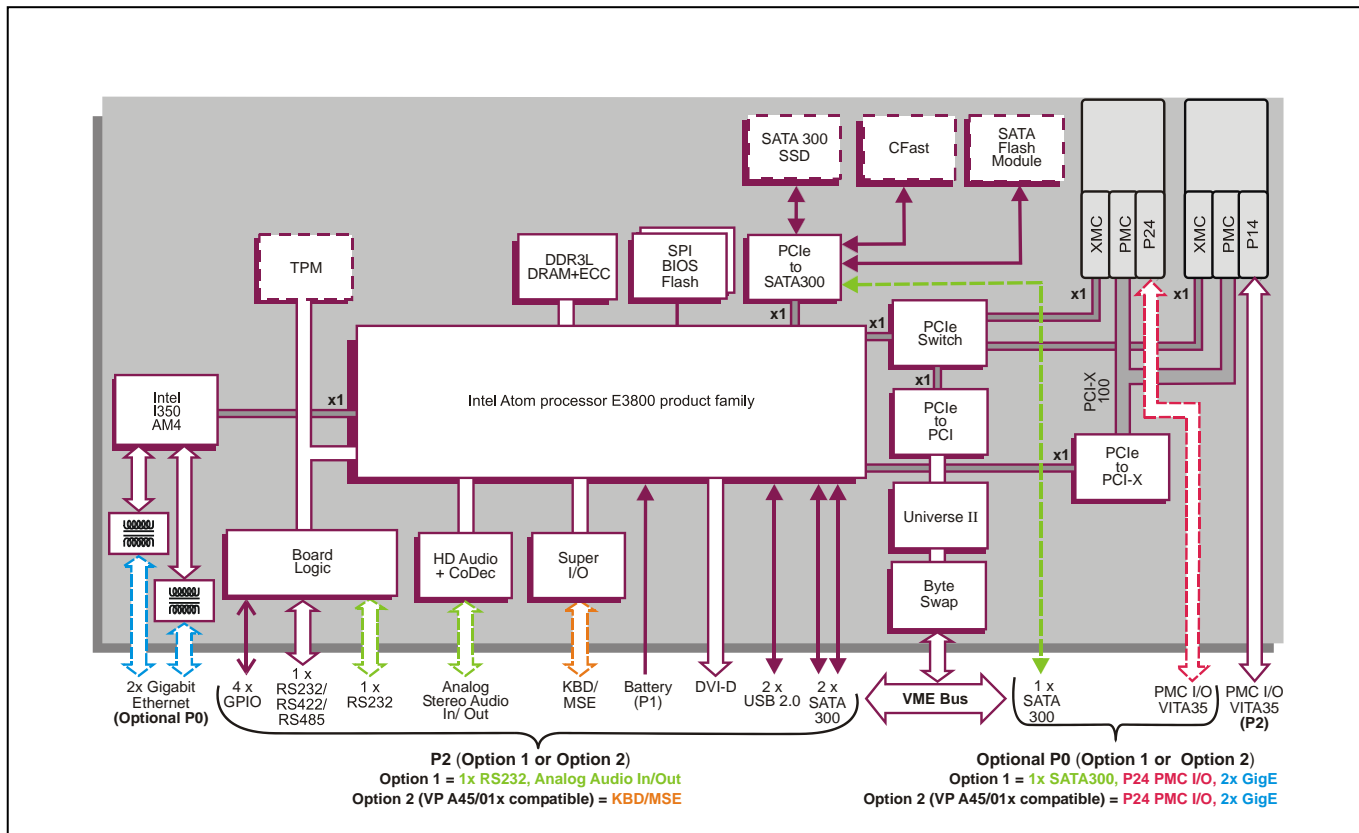 SATA 300
SSD
CFast
SATA
Flash
Module
XMC
PMC
P24
XMC
PMC
P14
TPM
DDR3L
DRAM+ECC
SPI
BIOS
Flash
PCIe
to
SATA300
x1
x1
x1
x1
PCIe
Switch
x1
Intel
I350
AM4
x1
Intel Atom processor E3800 product family
PCIe
to
PCI
PCI-X
100
x1
PCIe
to
PCI-X
Universe II
Board
Logic
HD Audio
+ CoDec
Super
I/O
Byte
Swap
2x Gigabit
Ethernet
(Optional P0)
4 x
GPIO
1 x
RS232/
RS422/
RS485
1 x
RS232
Analog
Stereo Audio
In/ Out
KBD/
MSE
Battery
(P1)
DVI-D
2 x
USB 2.0
2 x
SATA
300
VME Bus
1 x
SATA
300
PMC I/O
VITA35
PMC I/O
VITA35
(P2)
P2 (Option 1 or Option 2)
Option 1 = 1x RS232, Analog Audio In/Out
Option 2 (VP A45/01x compatible) = KBD/MSE
Optional P0 (Option 1 or Option 2)
Option 1 = 1x SATA300, P24 PMC I/O, 2x GigE
Option 2 (VP A45/01x compatible) = P24 PMC I/O, 2x GigE